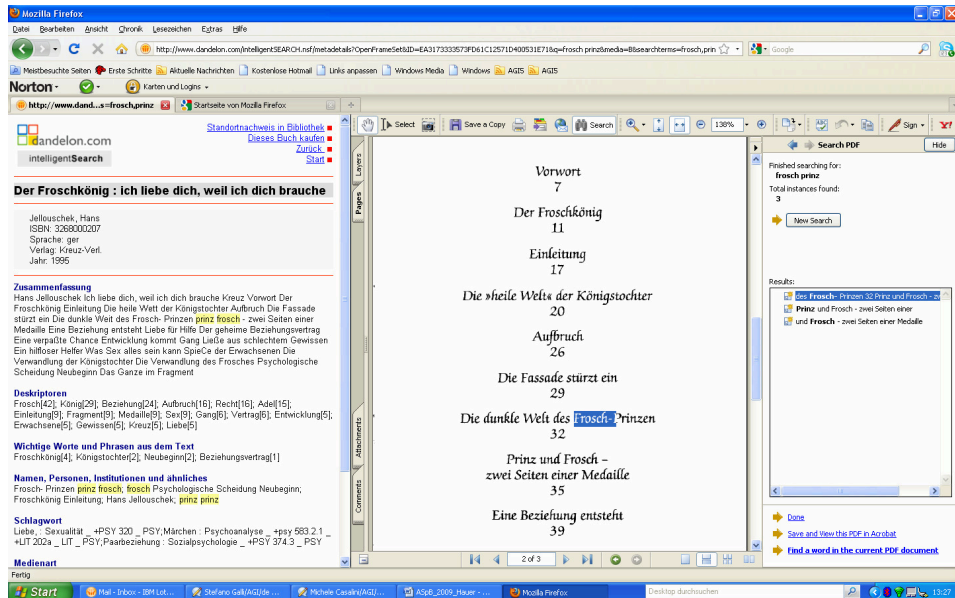 Mozilla Firefox
Datei Bearbeiten Ansicht Chronik Lesezeichen Extras Hilfe
http://www.dandelon.com/intelligentSEARCH.nsf/metadetails?OpenFrameSet&ID=EA3173333573FD61C12571D400531E71&q=frosch prinz&media=B&searchterms=frosch,prin
Google
Meistbesuchte Seiten Erste Schritte Aktuelle Nachrichten Kostenlose Hotmail Links anpassen Windows Media Windows AGIS AGIS
Norton Karten und Logins
http://www.dand...s=frosch,prinz Startseite von Mozilla Firefox
dandelon.com
intelligentSearch
Standortnachweis in Bibliothek
Dieses Buch kaufen
Zurück
Start
Der Froschkönig : ich liebe dich, weil ich dich brauche
Jellouschek, Hans
ISBN: 3268000207
Sprache: ger
Verlag: Kreuz-Verl.
Jahr: 1995
Zusammenfassung
Hans Jellouschek Ich liebe dich, weil ich dich brauche Kreuz Vorwort Der
Froschkönig Einleitung Die heile Wett der Königstochter Aufbruch Die Fassade
stürzt ein Die dunkle Weit des Frosch- Prinzen prinz frosch - zwei Seiten einer
Medaille Eine Beziehung entsteht Liebe für Hilfe Der geheime Beziehungsvertrag
Eine verpaßte Chance Entwicklung kommt Gang Ließe aus schlechtem Gewissen
Ein hilfloser Helfer Was Sex alles sein kann SpieCe der Erwachsenen Die
Verwandlung der Königstochter Die Verwandlung des Frosches Psychologische
Scheidung Neubeginn Das Ganze im Fragment
Deskriptoren
Frosch[42]; König[29]; Beziehung[24]; Aufbruch[16]; Recht[16]; Adel[15];
Einleitung[9]; Fragment[9]; Medaille[9]; Sex[9]; Gang[6]; Vertrag[6]; Entwicklung[5];
Erwachsene[5]; Gewissen[5]; Kreuz[5]; Liebe[5]
Wichtige Worte und Phrasen aus dem Text
Froschkönig[4]; Königstochter[2]; Neubeginn[2]; Beziehungsvertrag[1]
Namen, Personen, Institutionen und ähnliches
Frosch- Prinzen prinz frosch; frosch Psychologische Scheidung Neubeginn;
Froschkönig Einleitung; Hans Jellouschek; prinz prinz
Schlagwort
Liebe, : Sexualität _ +PSY 320 _ PSY;Märchen : Psychoanalyse _ +psy 583.2.1 _
+LIT 202a _ LIT _ PSY;Paarbeziehung : Sozialpsychologie _ +PSY 374.3 _ PSY
Medienart
Select Save a Copy Search 138% Sign
Layers
Pages
Attachments
Comments
Vorwort
7
Der Froschkönig
11
Einleitung
17
Die »heile Welt« der Königstochter
20
Aufbruch
26
Die Fassade stürzt ein
29
Die dunkle Welt des Frosch-Prinzen
32
Prinz und Frosch –
zwei Seiten einer Medaille
35
Eine Beziehung entsteht
39
2 of 3
Search PDF Hide
Finished searching for:
frosch prinz
Total instances found:
3
New Search
Results:
des Frosch- Prinzen 32 Prinz und Frosch - zw
Prinz und Frosch - zwei Seiten einer
und Frosch - zwei Seiten einer Medaille
Done
Save and View this PDF in Acrobat
Find a word in the current PDF document
Fertig
Start Mail - Inbox - IBM Lot... Stefano Galli/AGI/de ... Michele Casalini/AGI/... ASpB_2009_Hauer - ... Mozilla Firefox Desktop durchsuchen 13:27